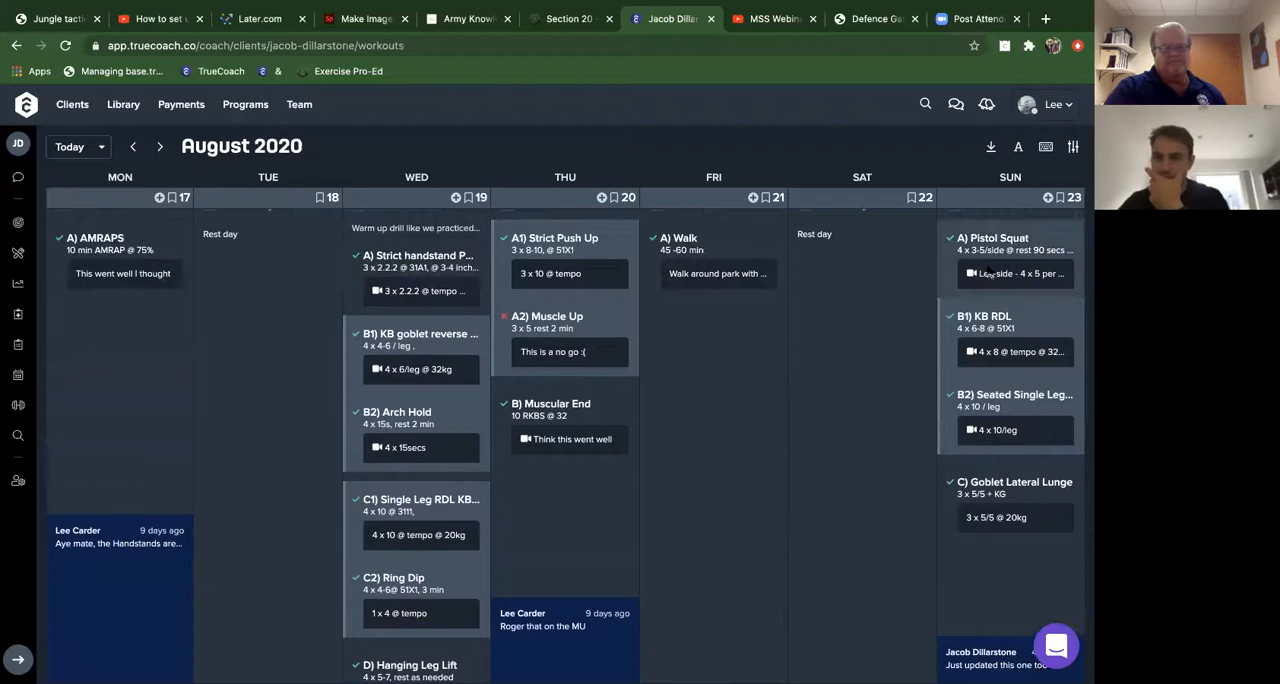 Jungle tacti
How to set
Later.com
Make Image
Army Knowl
Section 20
Jacob Dillar
MSS Webin
Defence Ga
Post Attend
app.truecoach.co/coach/clients/jacob-dillarstone/workouts
Apps
Managing base.tr...
TrueCoach
&
Exercise Pro-Ed
Clients
Library
Payments
Programs
Team
Lee
JD
Today
August 2020
MON
TUE
WED
THU
FRI
SAT
SUN
17
18
19
20
21
22
23
A) AMRAPS
10 min AMRAP @ 75%
This went well I thought
Lee Carder 9 days ago
Aye mate, the Handstands are...
Rest day
Warm up drill like we practiced...
A) Strict handstand P...
3 x 2.2.2 @ 31A1, @ 3-4 inch...
3 x 2.2.2 @ tempo ...
B1) KB goblet reverse ...
4 x 4-6 / leg ,
4 x 6/leg @ 32kg
B2) Arch Hold
4 x 15s, rest 2 min
4 x 15secs
C1) Single Leg RDL KB...
4 x 10 @ 3111,
4 x 10 @ tempo @ 20kg
C2) Ring Dip
4 x 4-6@ 51X1, 3 min
1 x 4 @ tempo
D) Hanging Leg Lift
4 x 5-7, rest as needed
A1) Strict Push Up
3 x 8-10, @ 51X1
3 x 10 @ tempo
A2) Muscle Up
3 x 5 rest 2 min
This is a no go :(
B) Muscular End
10 RKBS @ 32
Think this went well
Lee Carder 9 days ago
Roger that on the MU
A) Walk
45 -60 min
Walk around park with ...
Rest day
A) Pistol Squat
4 x 3-5/side @ rest 90 secs ...
side - 4 x 5 per ...
B1) KB RDL
4 x 6-8 @ 51X1
4 x 8 @ tempo @ 32...
B2) Seated Single Leg...
4 x 10 / leg
4 x 10/leg
C) Goblet Lateral Lunge
3 x 5/5 + KG
3 x 5/5 @ 20kg
Jacob Dillarstone
Just updated this one to